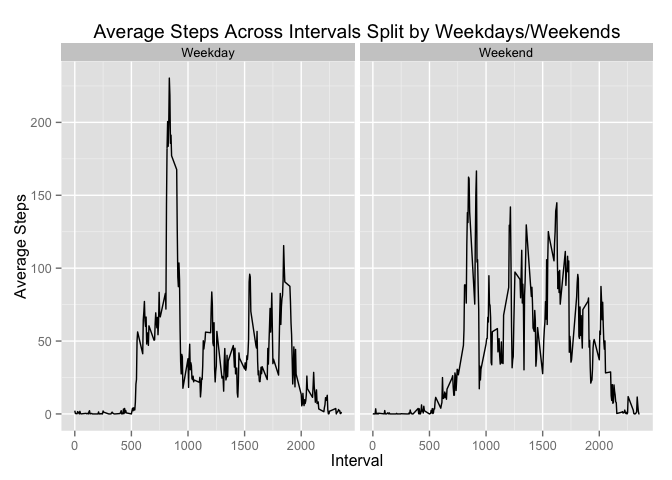 Average Steps Across Intervals Split by Weekdays/Weekends
Weekday
Weekend
200
150
100
50
0
Average Steps
0 500 1000 1500 2000
0 500 1000 1500 2000
Interval